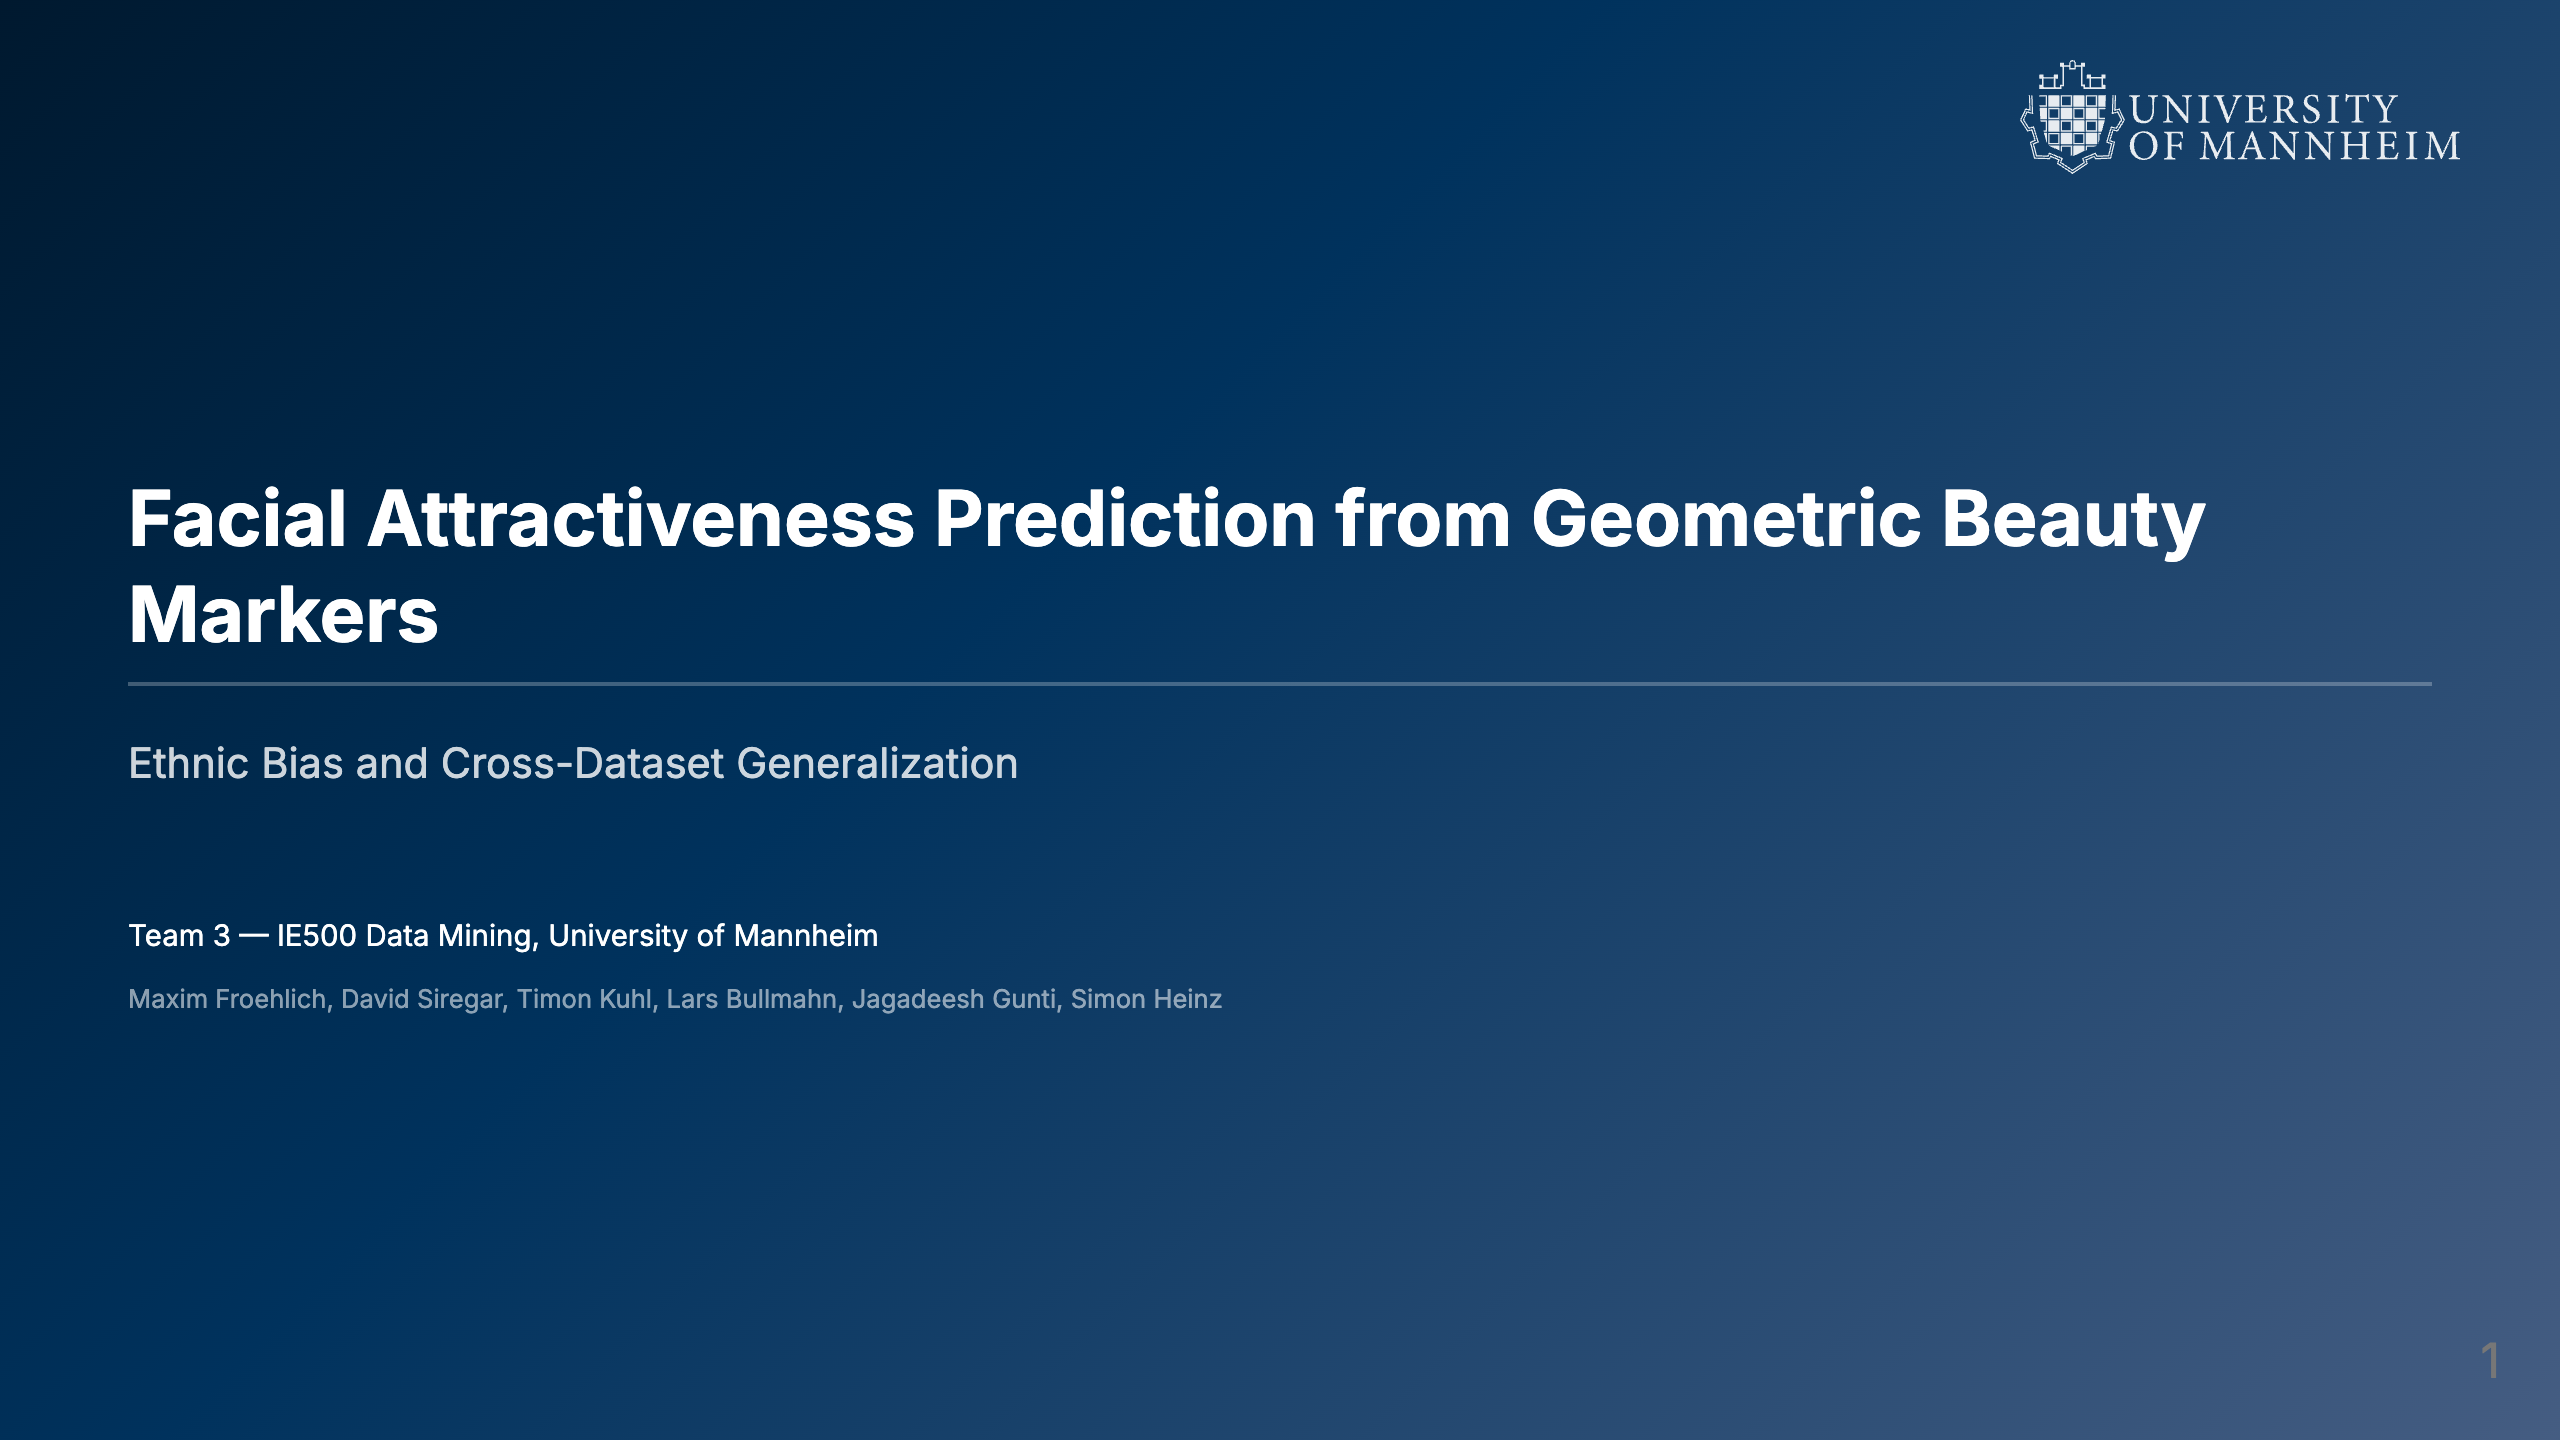 UNIVERSITY
OF MANNHEIM
Facial Attractiveness Prediction from Geometric Beauty
Markers
Ethnic Bias and Cross-Dataset Generalization
Team 3 — IE500 Data Mining, University of Mannheim
Maxim Froehlich, David Siregar, Timon Kuhl, Lars Bullmahn, Jagadeesh Gunti, Simon Heinz
1